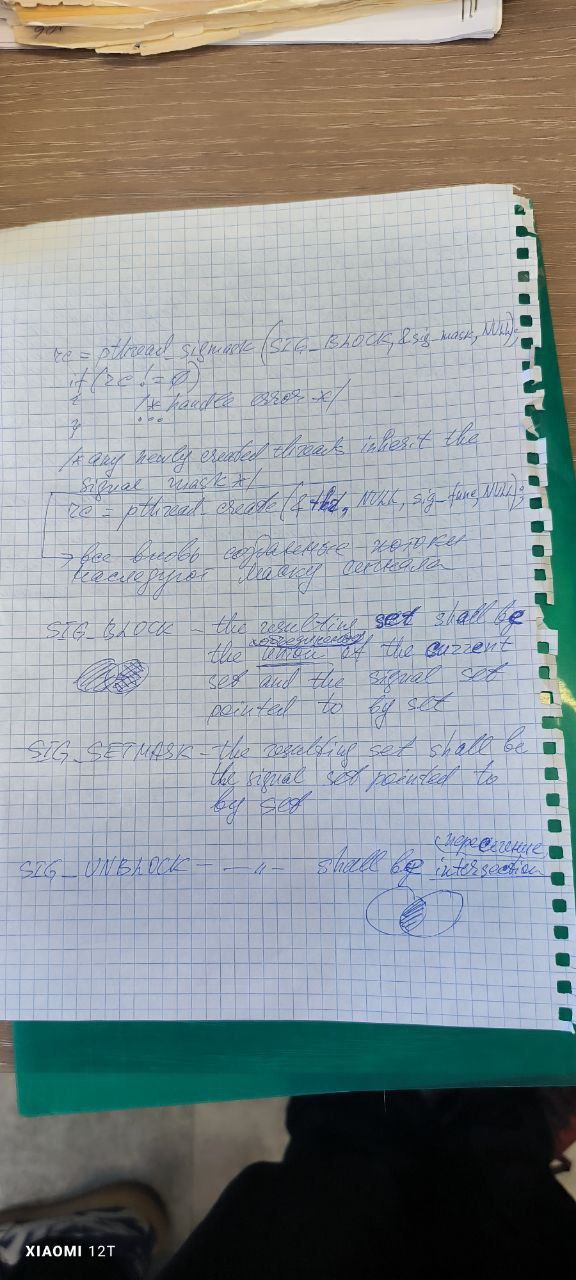 rc = pthread_sigmask (SIG_BLOCK, &sig_mask, NULL);
if (rc != 0)
{ /* handle error */
} ...
/* any newly created threads inherit the
signal mask */
rc = pthread_create (&thr, NULL, sig_func, NULL);
→ все вновь созданные потоки
наследуют маску сигнала
SIG_BLOCK – the resulting set shall be
объединение
the union of the current
set and the signal set
pointed to by set
SIG_SETMASK – the resulting set shall be
the signal set pointed to
by set
пересечение
SIG_UNBLOCK – — „ – shall be intersection
XIAOMI 12T